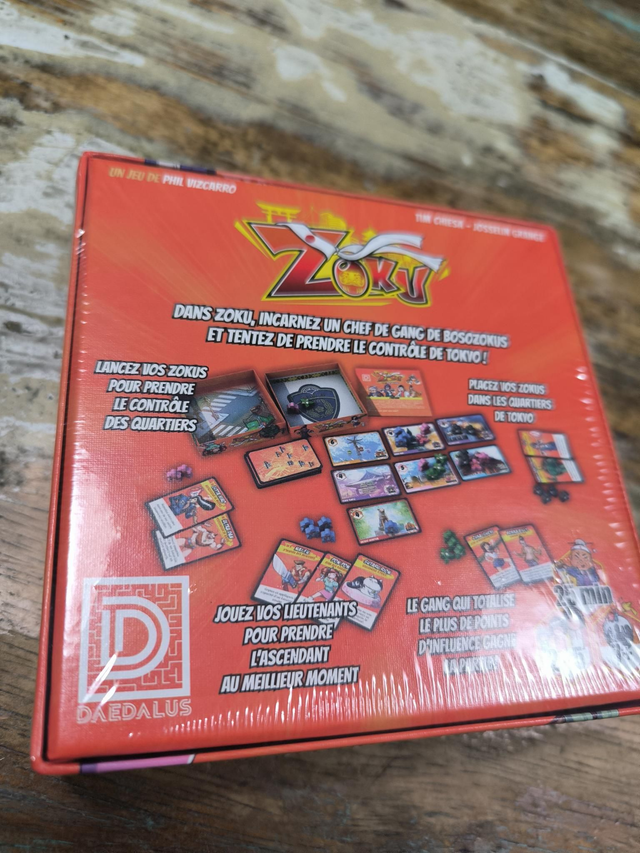 UN JEU DE PHIL VIZCARRO
TIM CHIESA -
ZOKU
DANS ZOKU, INCARNEZ UN CHEF DE GANG DE BOSOZOKUS
ET TENTEZ DE PRENDRE LE CONTRÔLE DE TOKYO !
LANCEZ VOS ZOKUS
POUR PRENDRE
LE CONTRÔLE
DES QUARTIERS
PLACEZ VOS ZOKUS
DANS LES QUARTIERS
DE TOKYO
JOUEZ VOS LIEUTENANTS
POUR PRENDRE
L'ASCENDANT
AU MEILLEUR MOMENT
LE GANG QUI TOTALISE
LE PLUS DE POINTS
D'INFLUENCE GAGNE
LA PARTIE
min
D
DAEDALUS